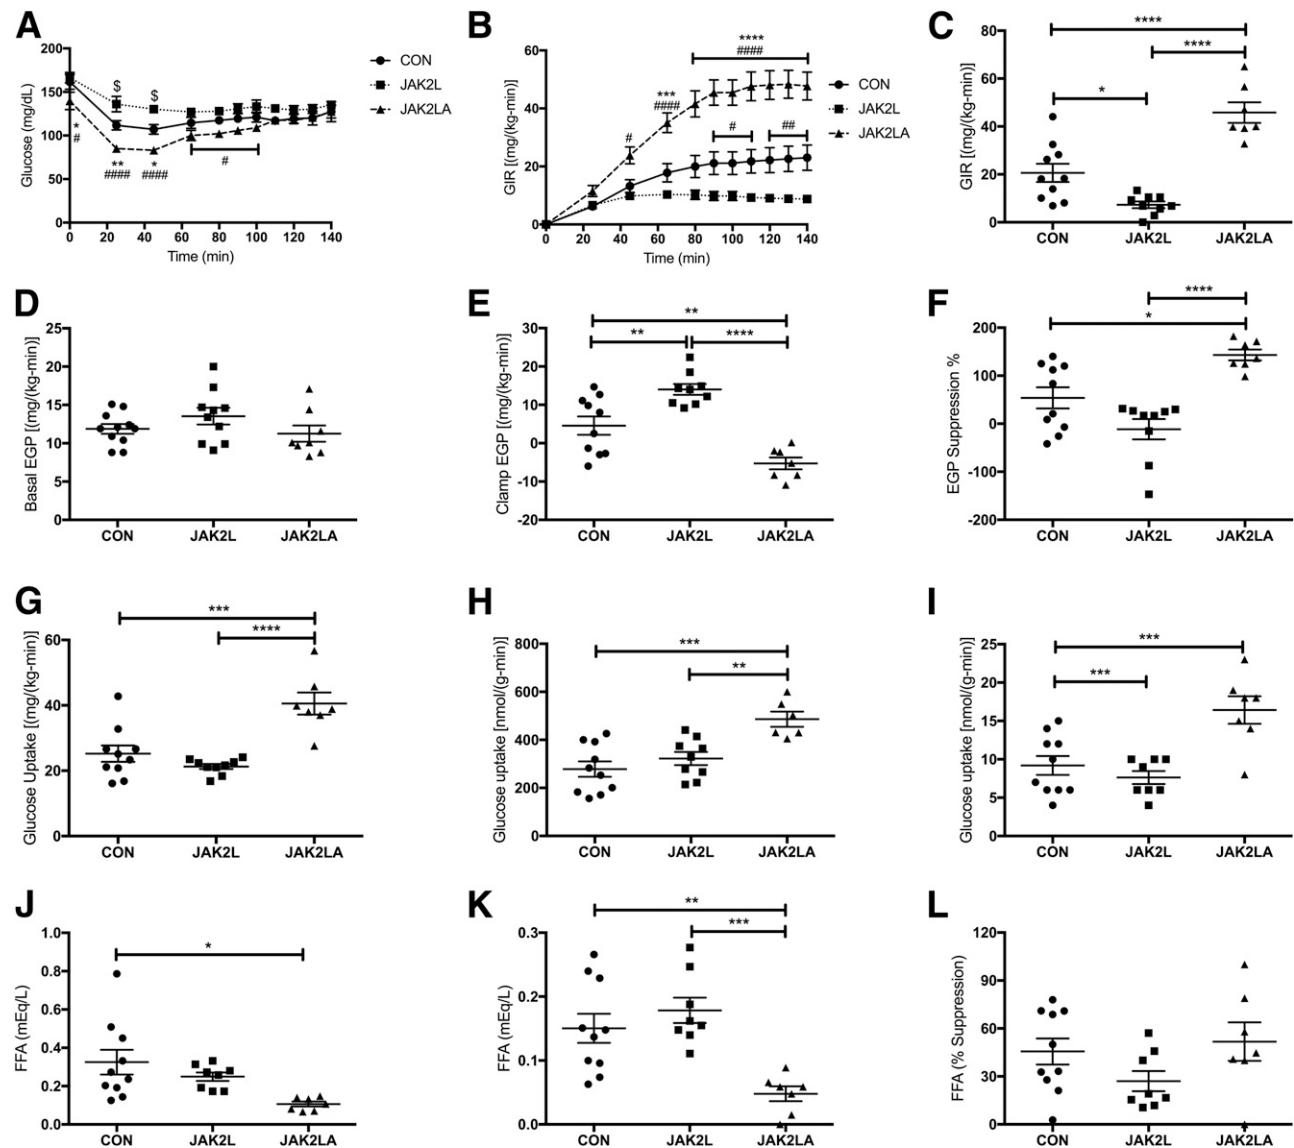 A
200
150
100
50
0
Glucose (mg/dL)
$ $
*
#
**
####
*
####
#
0 20 40 60 80 100 120 140
Time (min)
CON
JAK2L
JAK2LA
B
60
40
20
0
GIR [(mg/(kg-min)]
****
####
***
####
#
#
##
0 20 40 60 80 100 120 140
Time (min)
CON
JAK2L
JAK2LA
C
80
60
40
20
0
GIR [(mg/(kg-min)]
****
****
*
CON JAK2L JAK2LA
D
25
20
15
10
5
0
Basal EGP [(mg/(kg-min)]
CON JAK2L JAK2LA
E
30
20
10
0
-10
-20
Clamp EGP [(mg/(kg-min)]
**
** ****
CON JAK2L JAK2LA
F
200
100
0
-100
-200
EGP Suppression %
****
*
CON JAK2L JAK2LA
G
60
40
20
0
Glucose Uptake [(mg/(kg-min)]
***
****
CON JAK2L JAK2LA
H
800
600
400
200
0
Glucose uptake [nmol/(g-min)]
***
**
CON JAK2L JAK2LA
I
25
20
15
10
5
0
Glucose uptake [nmol/(g-min)]
***
***
CON JAK2L JAK2LA
J
1.0
0.8
0.6
0.4
0.2
0.0
FFA (mEq/L)
*
CON JAK2L JAK2LA
K
0.3
0.2
0.1
0.0
FFA (mEq/L)
**
***
CON JAK2L JAK2LA
L
120
90
60
30
0
FFA (% Suppression)
CON JAK2L JAK2LA